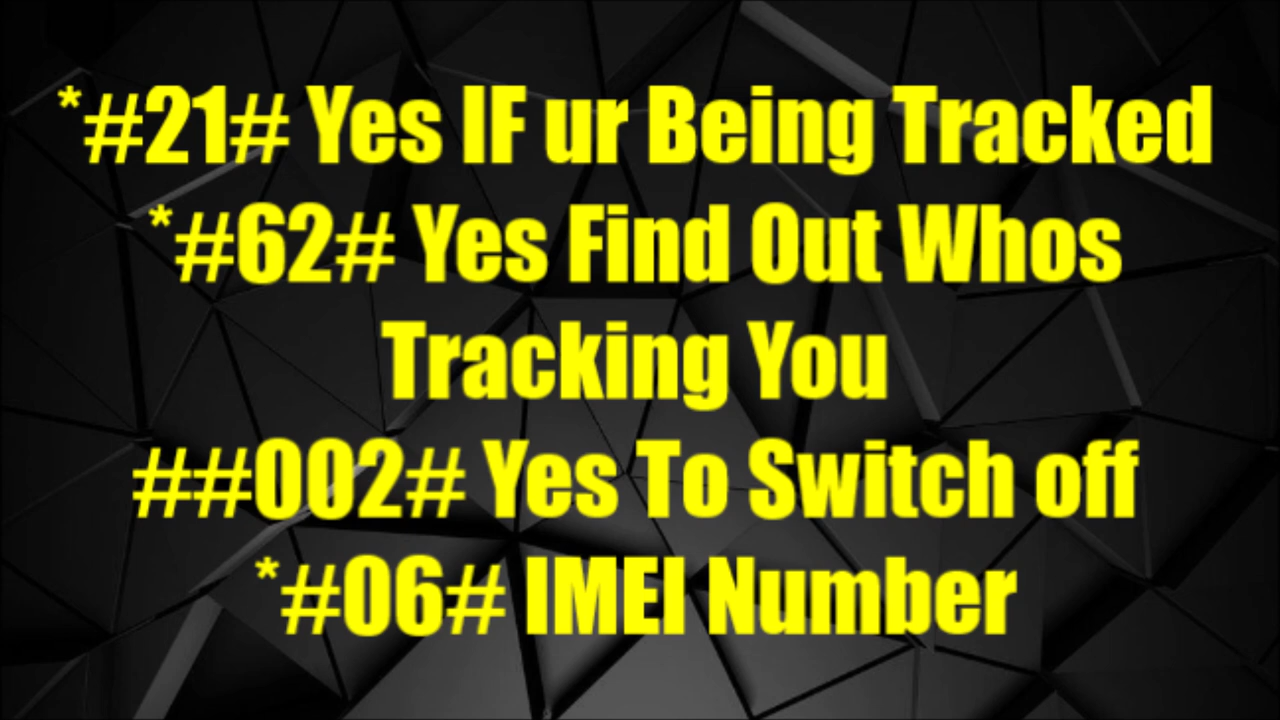 *#21# Yes IF ur Being Tracked
*#62# Yes Find Out Whos
Tracking You
##002# Yes To Switch off
*#06# IMEI Number